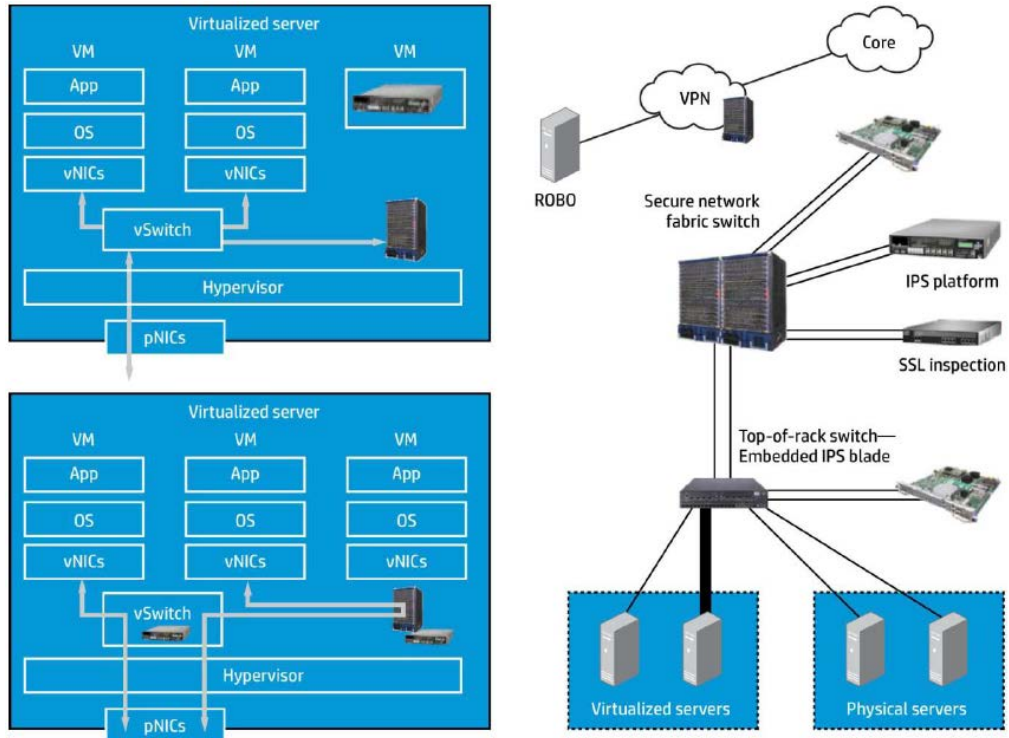 Virtualized server
VM
VM
VM
App
App
OS
OS
vNICs
vNICs
vSwitch
Hypervisor
pNICs
Virtualized server
VM
VM
VM
App
App
App
OS
OS
OS
vNICs
vNICs
vNICs
vSwitch
Hypervisor
pNICs
Core
VPN
ROBO
Secure network
fabric switch
IPS platform
SSL inspection
Top-of-rack switch—
Embedded IPS blade
Virtualized servers
Physical servers